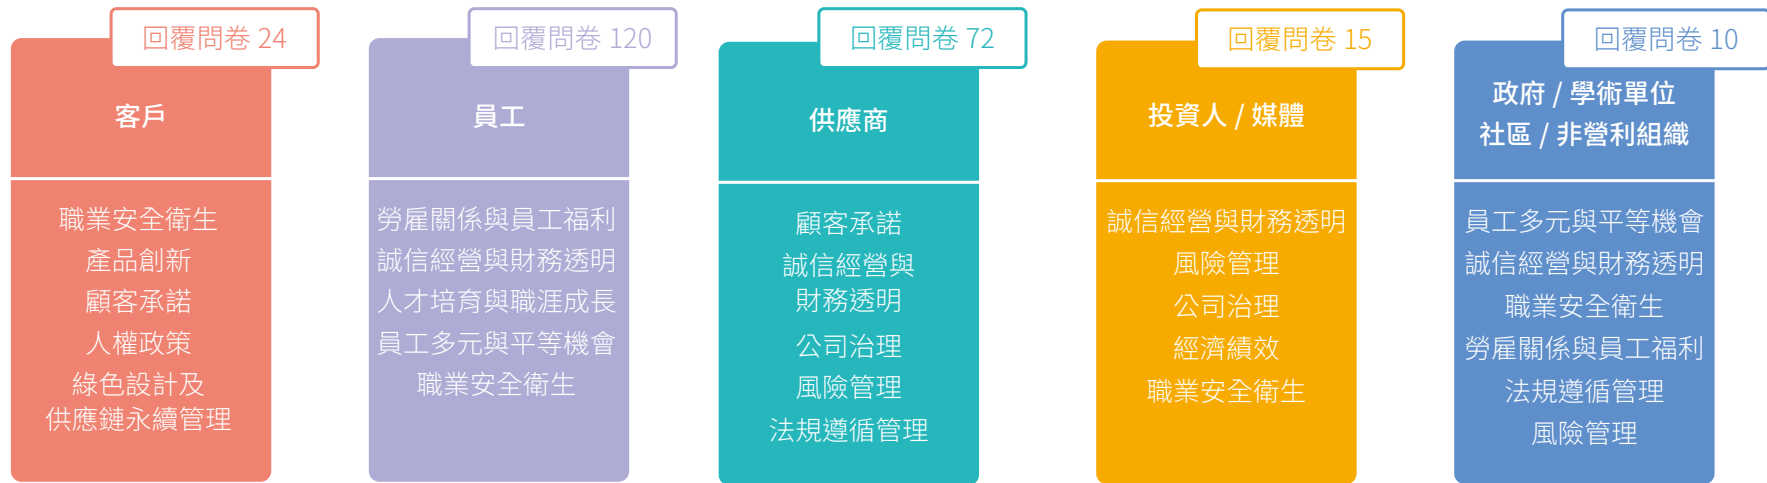 回覆問卷 24
客戶
職業安全衛生
產品創新
顧客承諾
人權政策
綠色設計及
供應鏈永續管理
回覆問卷 120
員工
勞雇關係與員工福利
誠信經營與財務透明
人才培育與職涯成長
員工多元與平等機會
職業安全衛生
回覆問卷 72
供應商
顧客承諾
誠信經營與
財務透明
公司治理
風險管理
法規遵循管理
回覆問卷 15
投資人 / 媒體
誠信經營與財務透明
風險管理
公司治理
經濟績效
職業安全衛生
回覆問卷 10
政府 / 學術單位
社區 / 非營利組織
員工多元與平等機會
誠信經營與財務透明
職業安全衛生
勞雇關係與員工福利
法規遵循管理
風險管理